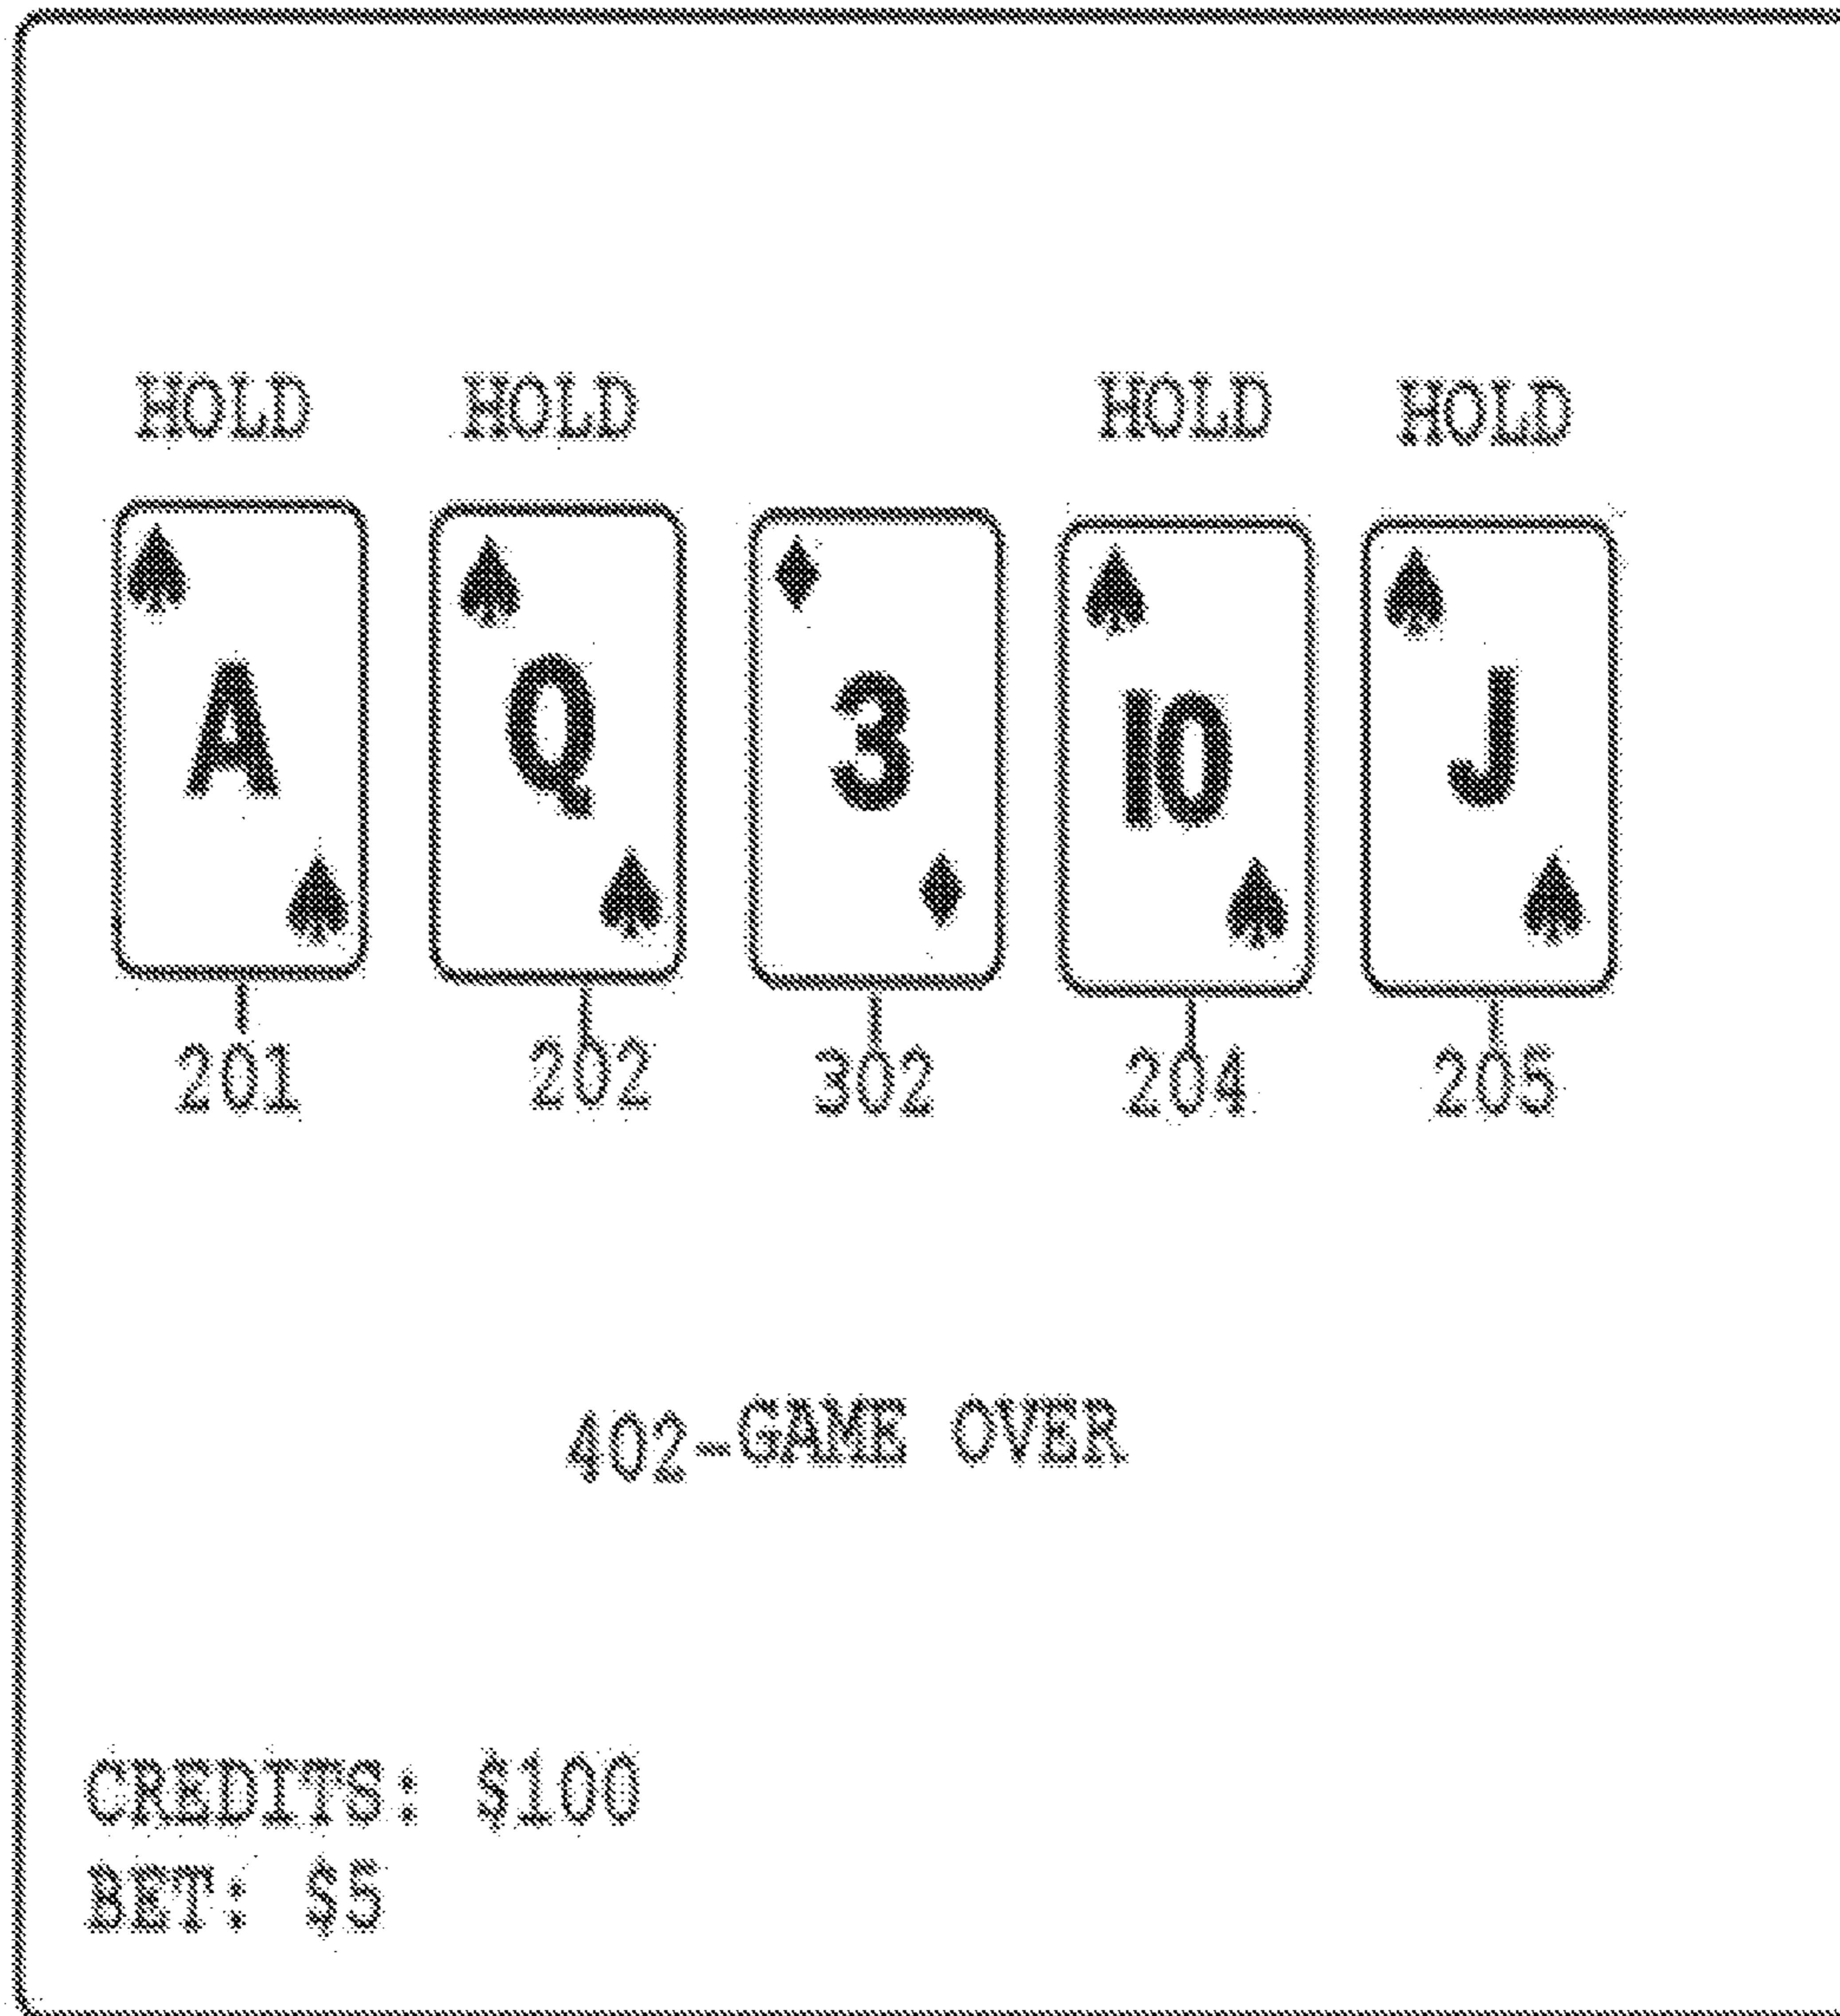 HOLD HOLD HOLD HOLD
A Q 3 10 J
201 202 302 204 205
402-GAME OVER
CREDITS: $100
BET: $5